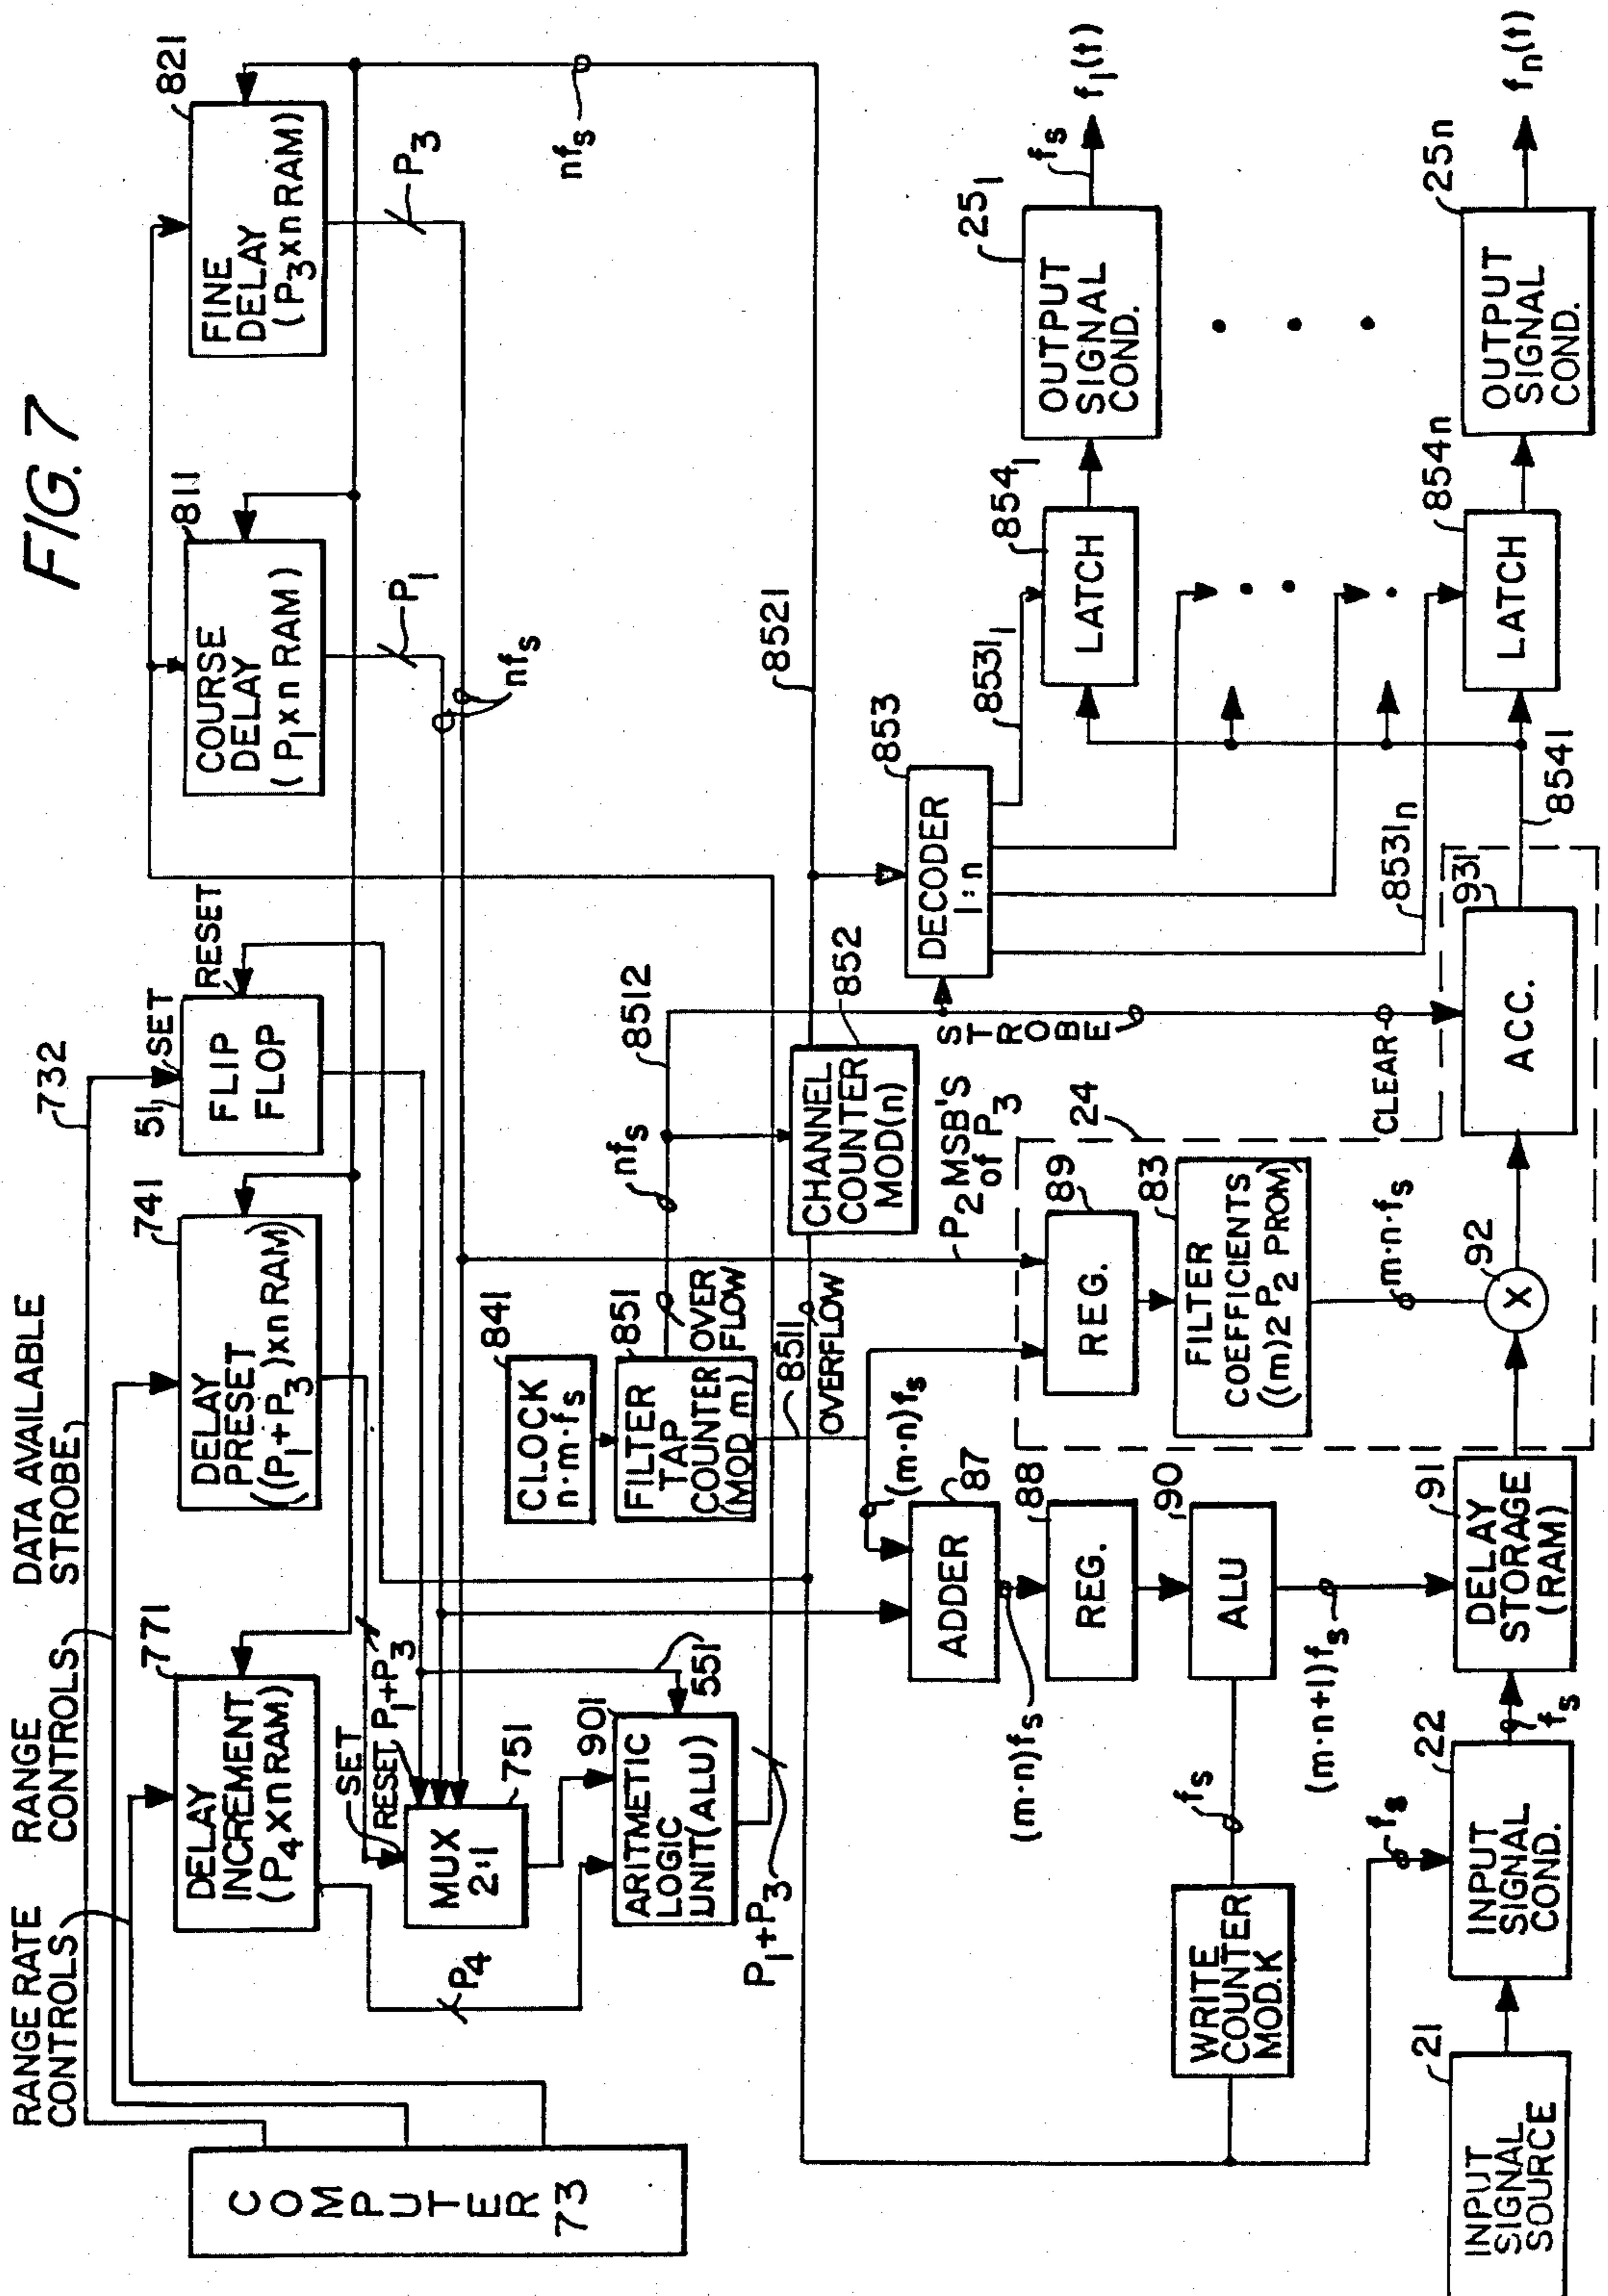 FIG. 7
RANGE RATE
CONTROLS
RANGE
CONTROLS
DATA AVAILABLE
STROBE
732
COMPUTER
73
771
DELAY
INCREMENT
(P4 x n RAM)
741
DELAY
PRESET
((P1+P3)xn RAM)
51
SET
RESET
FLIP
FLOP
811
COURSE
DELAY
(P1 x n RAM)
821
FINE
DELAY
(P3 x n RAM)
P1
P3
nfs
nfs
SET
RESET
P1+P3
MUX
2:1
751
P4
901
ARITMETIC
LOGIC
UNIT(ALU)
551
P1+P3
841
CLOCK
n·m·fs
851
FILTER
TAP
COUNTER
(MOD m)
OVER
FLOW
nfs
8512
8511
OVERFLOW
CHANNEL
COUNTER
MOD(n)
852
8521
STROBE
CLEAR
DECODER
1:n
853
85311
8531n
LATCH
8541
LATCH
854n
8541
OUTPUT
SIGNAL
COND.
251
fs
f1(t)
OUTPUT
SIGNAL
COND.
25n
fn(t)
P2 MSB'S
of P3
24
REG.
89
FILTER
COEFFICIENTS
((m)2P2 PROM)
83
m·n·fs
X
92
ACC.
931
(m·n)fs
ADDER
87
(m·n)fs
REG.
88
ALU
90
fs
(m·n+1)fs
WRITE
COUNTER
MOD.K
fs
INPUT
SIGNAL
SOURCE
21
INPUT
SIGNAL
COND.
22
fs
DELAY
STORAGE
(RAM)
91